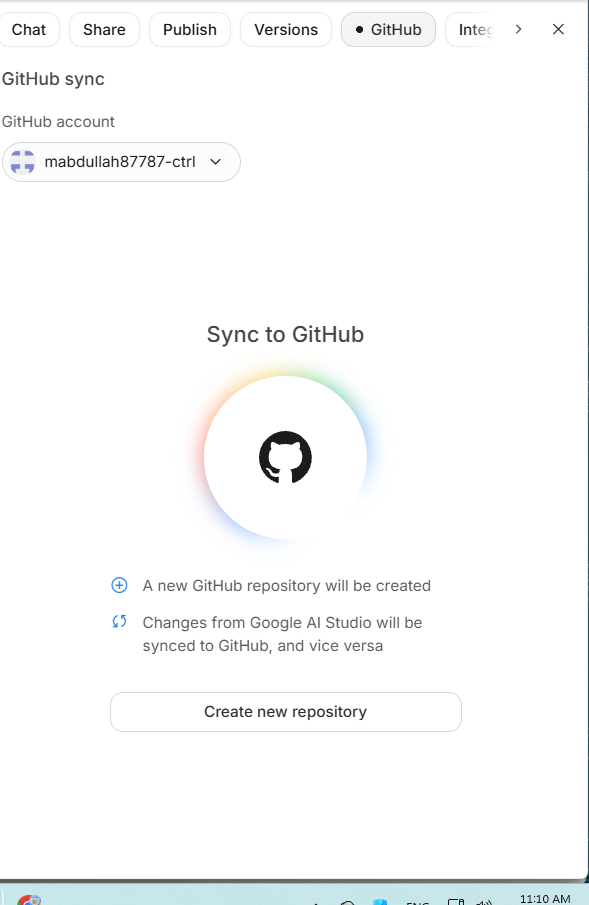 Chat Share Publish Versions GitHub Integ
GitHub sync
GitHub account
mabdullah87787-ctrl
Sync to GitHub
A new GitHub repository will be created
Changes from Google AI Studio will be
synced to GitHub, and vice versa
Create new repository
11:10 AM